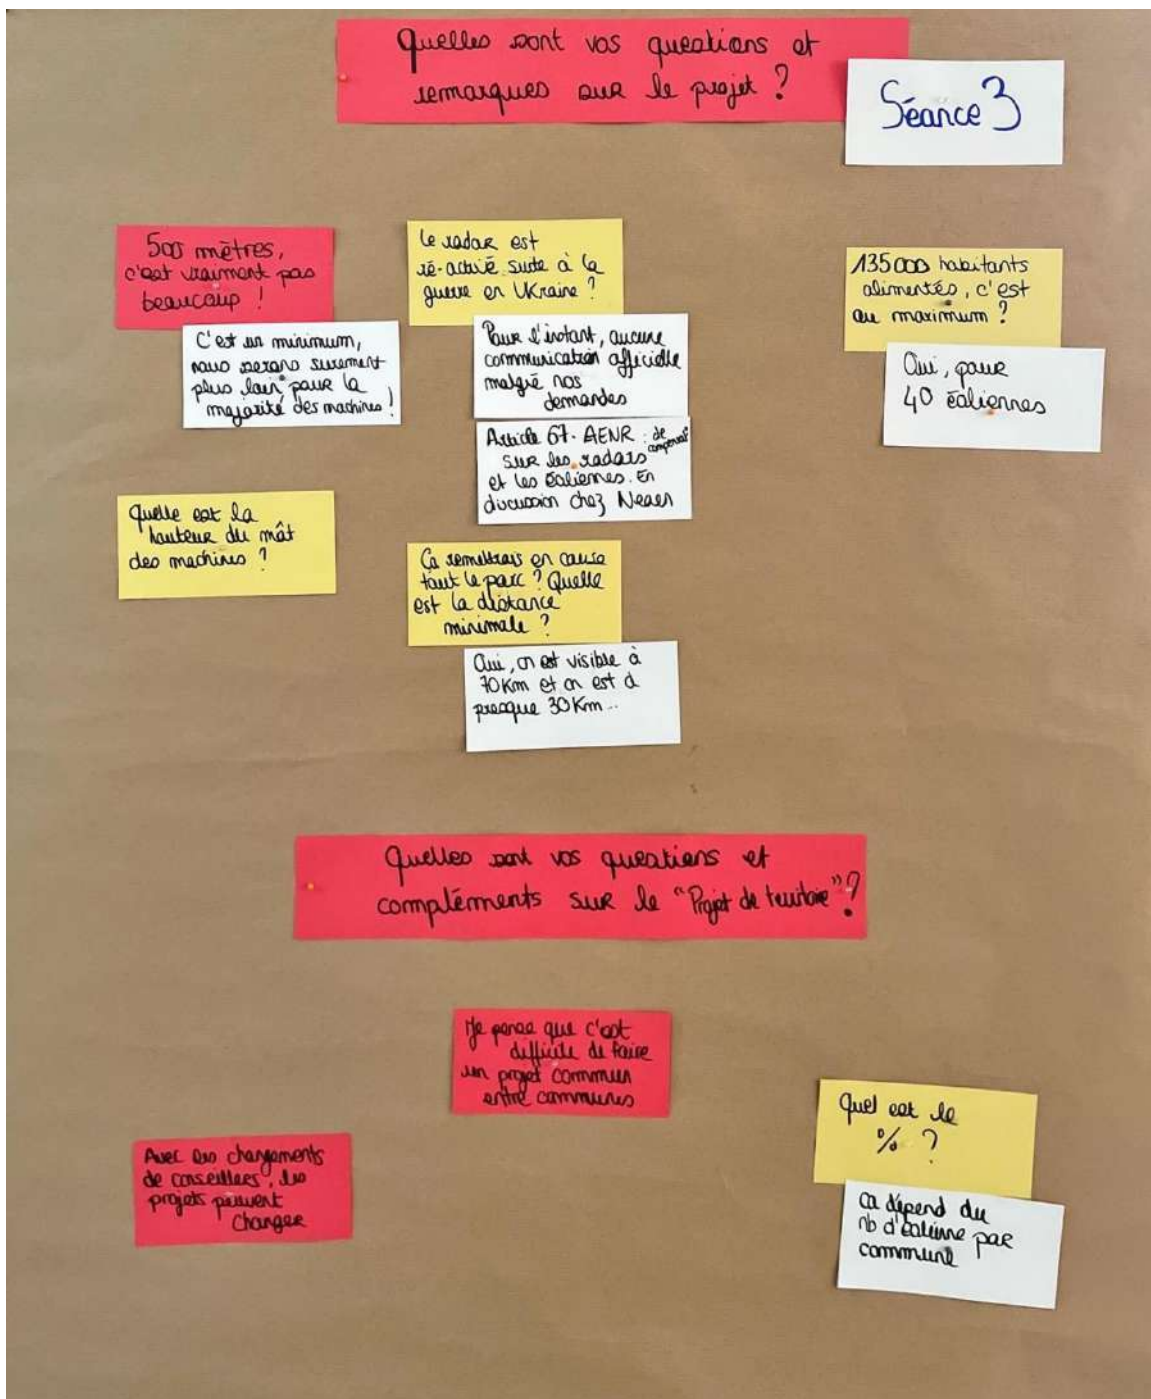 Quelles sont vos questions et
remarques sur le projet ?
Séance 3
500 mètres,
c'est vraiment pas
beaucoup !
C'est un minimum,
nous serons surement
plus loin pour la
majorité des machines !
Quelle est la
hauteur du mât
des machines ?
Le radar est
ré-activé suite à la
guerre en Ukraine ?
Pour l'instant, aucune
communication officielle
malgré nos
demandes
Article 67. AENR : de
sur les radars
et les éoliennes. En
discussion chez Neoen
Ça remettrais en cause
tout le parc ? Quelle
est la distance
minimale ?
Oui, on est visible à
70 Km et on est à
presque 30 Km...
135 000 habitants
alimentés, c'est
au maximum ?
Oui, pour
40 éoliennes
Quelles sont vos questions et
compléments sur le "Projet de territoire" ?
Je pense que c'est
difficile de faire
un projet commun
entre communes
Avec les changements
de conseillers, les
projets peuvent
changer
Quel est le
% ?
ca dépend du
nb d'éolienne par
commune